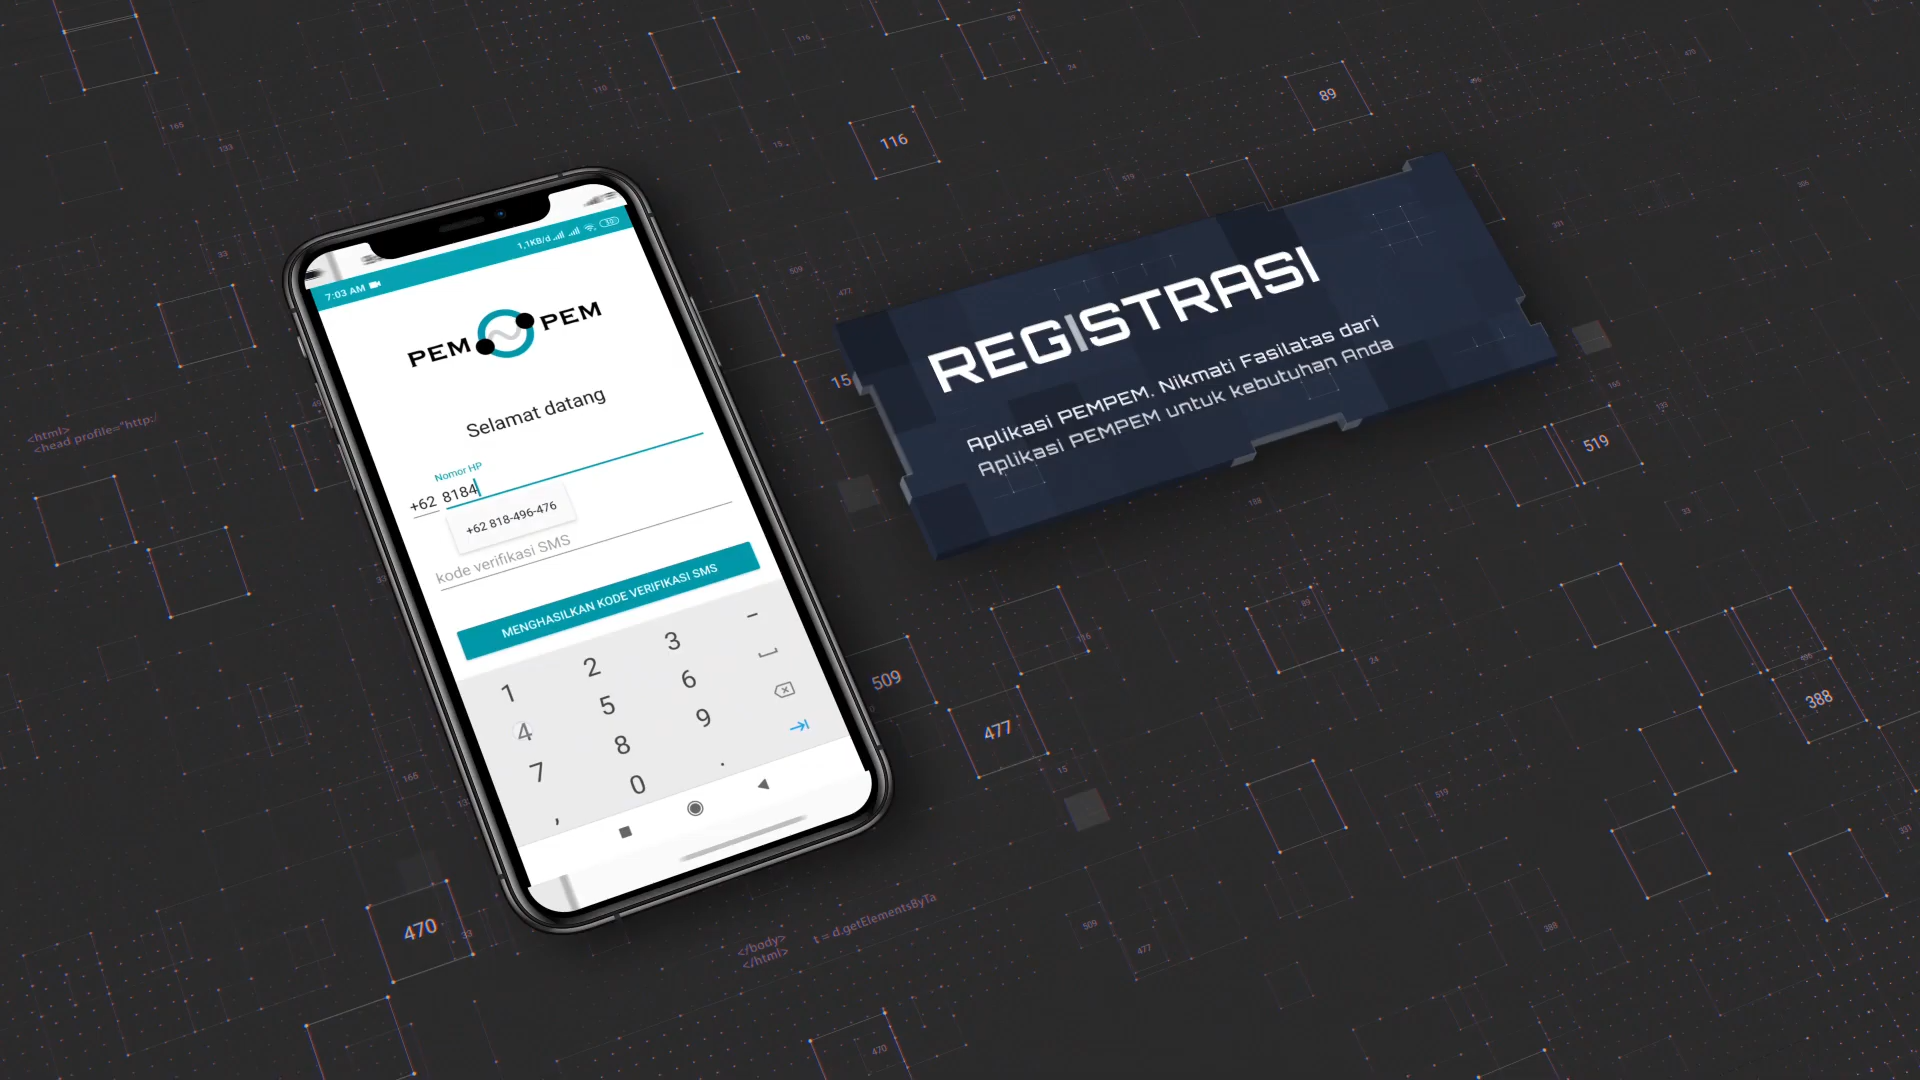 1,1KB/d
7:03 AM
PEM PEM
Selamat datang
Nomor HP
+62 8184
+62 818-496-476
kode verifikasi SMS
MENGHASILKAN KODE VERIFIKASI SMS
1 2 3 –
4 5 6
7 8 9
, 0 .
REGISTRASI
Aplikasi PEMPEM. Nikmati Fasilatas dari
Aplikasi PEMPEM untuk kebutuhan Anda
116
89
15
519
509
477
388
470
<html>
<head profile="http:/
</body>
</html>
t = d.getElementsByTa